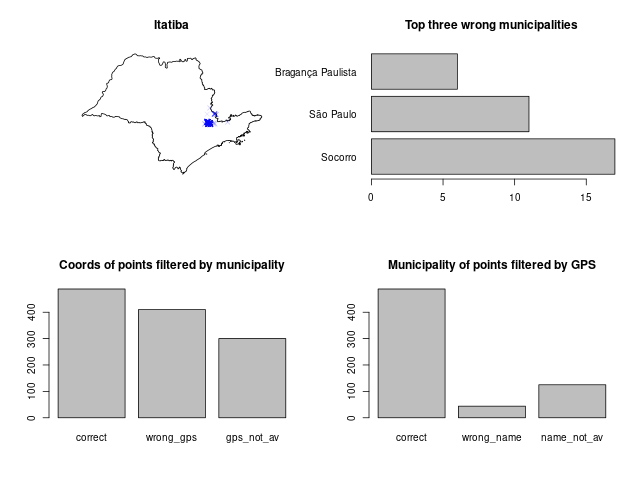 Itatiba
Top three wrong municipalities
Bragança Paulista
São Paulo
Socorro
0 5 10 15
Coords of points filtered by municipality
400
300
200
100
0
correct wrong_gps gps_not_av
Municipality of points filtered by GPS
400
300
200
100
0
correct wrong_name name_not_av